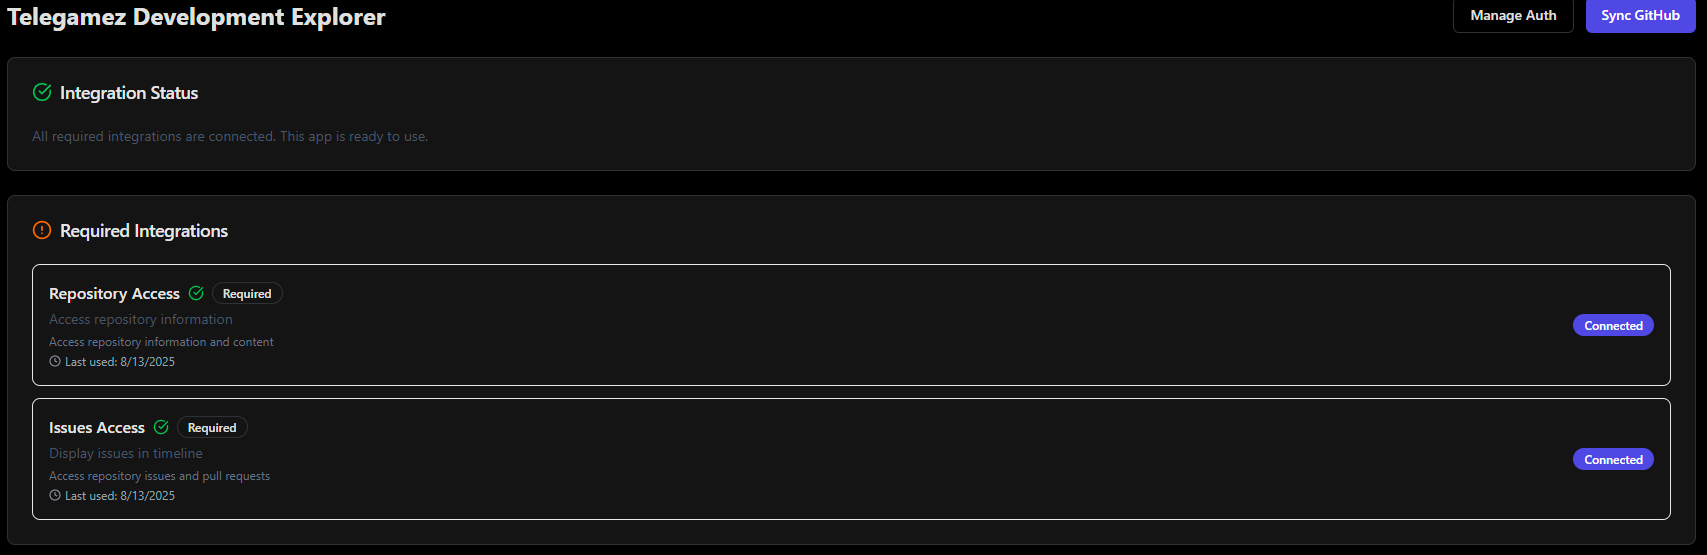 Telegamez Development Explorer
Manage Auth
Sync GitHub
Integration Status
All required integrations are connected. This app is ready to use.
Required Integrations
Repository Access Required
Access repository information
Access repository information and content
Last used: 8/13/2025
Connected
Issues Access Required
Display issues in timeline
Access repository issues and pull requests
Last used: 8/13/2025
Connected